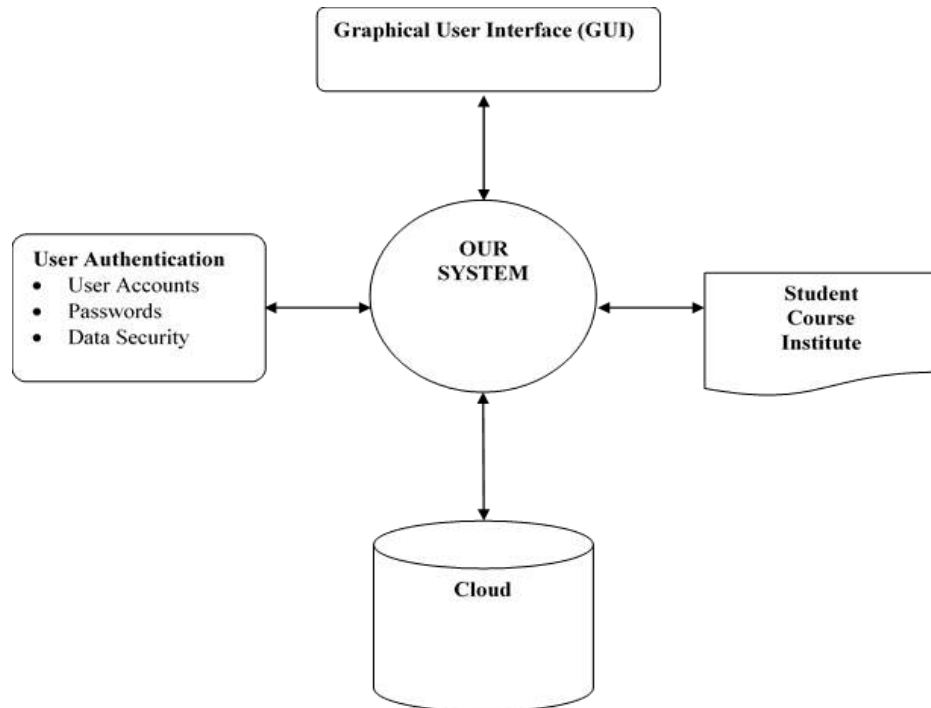 Graphical User Interface (GUI)
OUR
SYSTEM
User Authentication
• User Accounts
• Passwords
• Data Security
Student
Course
Institute
Cloud